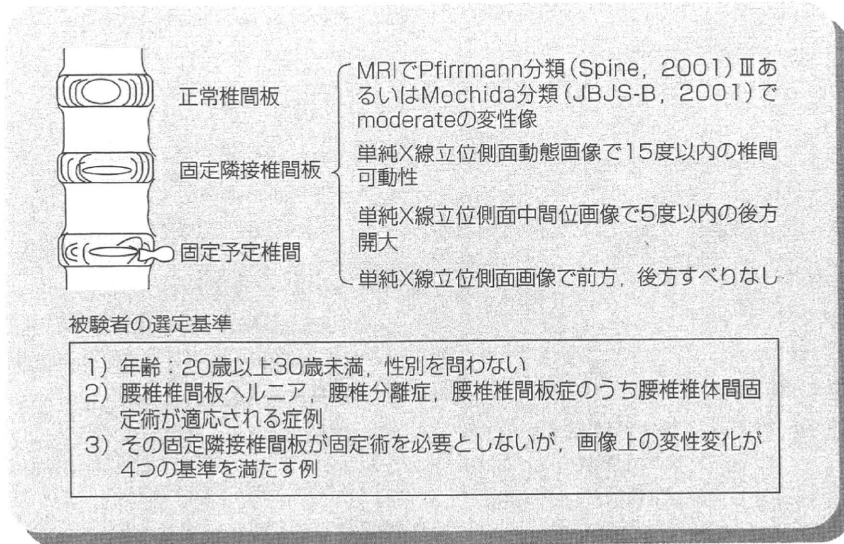 正常椎間板
固定隣接椎間板
固定予定椎間
MRIでPfirrmann分類(Spine, 2001)Ⅲあ
るいはMochida分類(JBJS-B, 2001)で
moderateの変性像
単純X線立位側面動態画像で15度以内の椎間
可動性
単純X線立位側面中間位画像で5度以内の後方
開大
単純X線立位側面画像で前方，後方すべりなし
被験者の選定基準
1）年齢：20歳以上30歳未満，性別を問わない
2）腰椎椎間板ヘルニア，腰椎分離症，腰椎椎間板症のうち腰椎椎体間固
定術が適応される症例
3）その固定隣接椎間板が固定術を必要としないが，画像上の変性変化が
4つの基準を満たす例